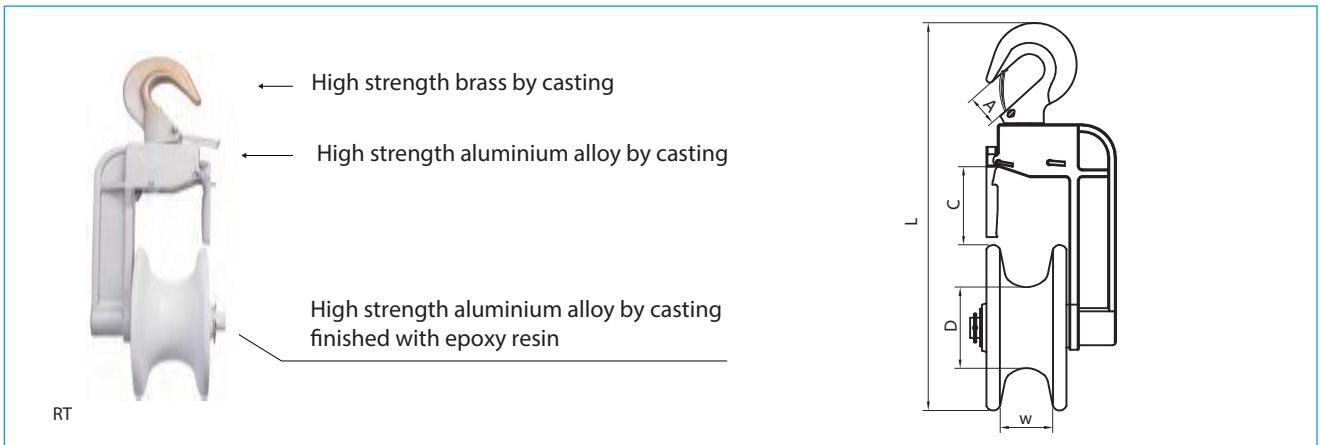 High strength brass by casting
High strength aluminium alloy by casting
High strength aluminium alloy by casting
finished with epoxy resin
RT
A
C
L
D
w